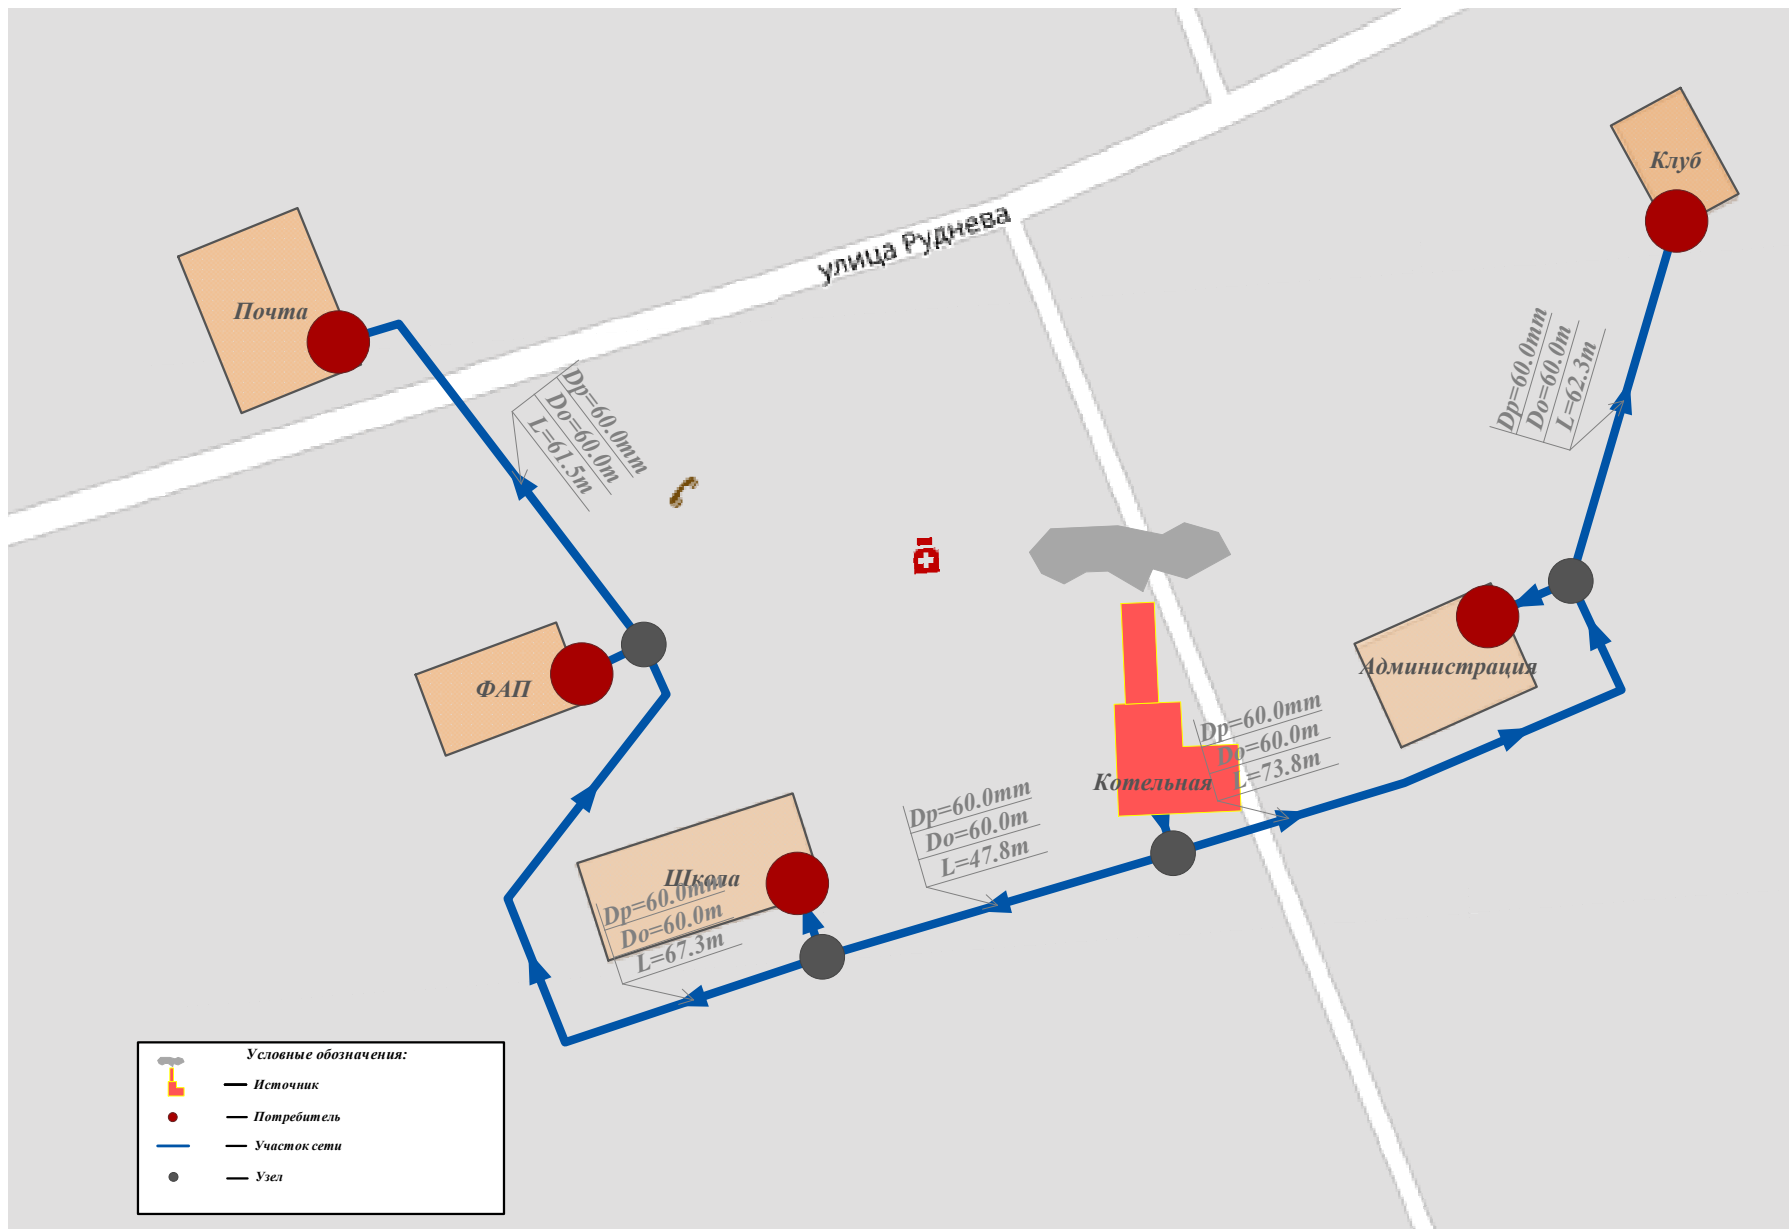 Клуб
улица Руднева
Почта
Dp=60.0mm
Do=60.0m
L=61.5m
Dp=60.0mm
Do=60.0m
L=62.3m
ФАП
Администрация
Котельная
Dp=60.0mm
Do=60.0m
L=73.8m
Dp=60.0mm
Do=60.0m
L=47.8m
Школа
Dp=60.0mm
Do=60.0m
L=67.3m
Условные обозначения:
— Источник
— Потребитель
— Участок сети
— Узел